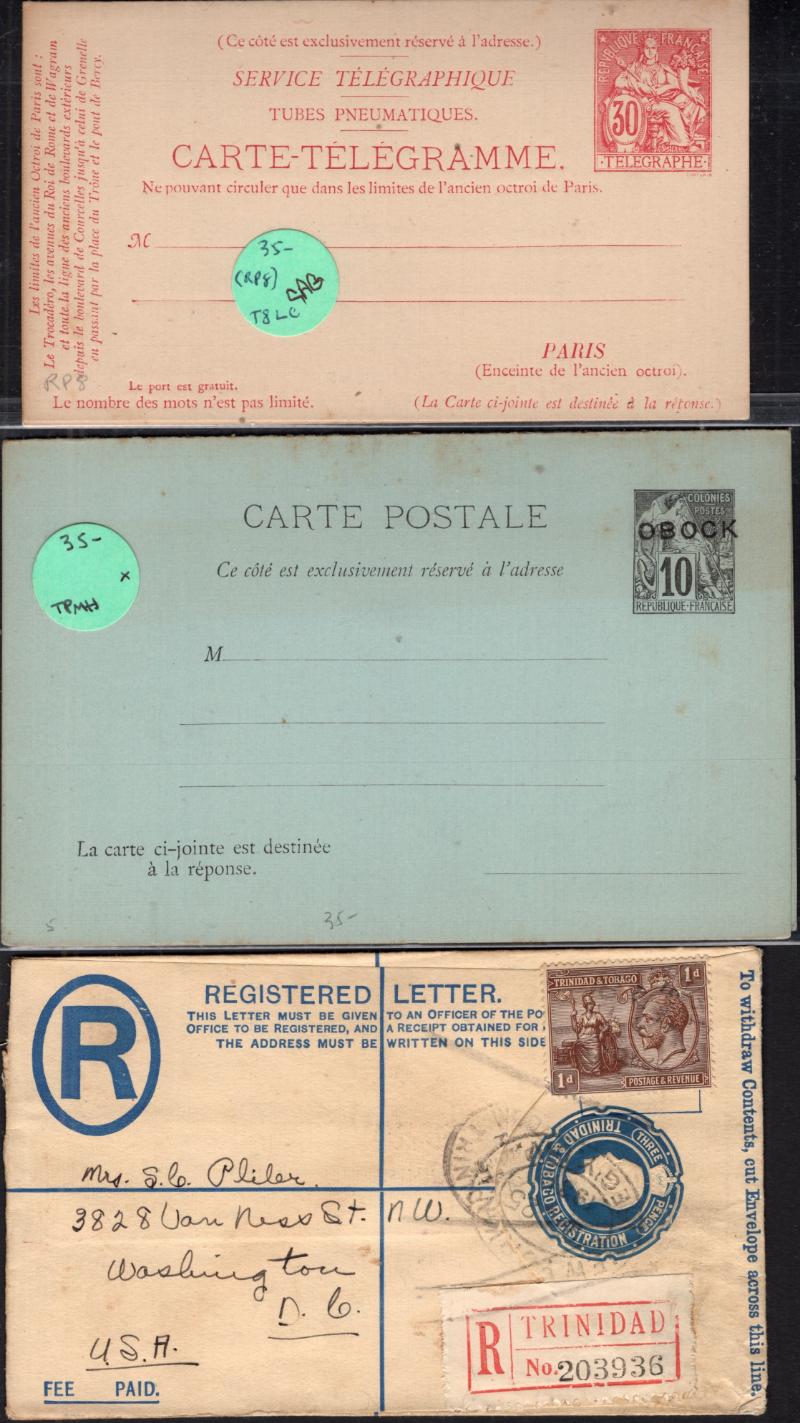 Les limites de l'ancien Octroi de Paris sont :
Le Trocadéro, les avenues du Roi de Rome et de Wagram
et toute la ligne des anciens boulevards extérieurs
depuis le boulevard de Courcelles jusqu'à celui de Grenelle
en passant par la place du Trône et le pont de Bercy.
(Ce côté est exclusivement réservé à l'adresse.)
SERVICE TÉLÉGRAPHIQUE
TUBES PNEUMATIQUES.
CARTE-TÉLÉGRAMME.
Ne pouvant circuler que dans les limites de l'ancien octroi de Paris.
RÉPUBLIQUE FRANÇAISE
30
TELEGRAPHE
M
35-
(RP8)
T8LC
PARIS
(Enceinte de l'ancien octroi).
RP8
Le port est gratuit.
Le nombre des mots n'est pas limité.
(La Carte ci-jointe est destinée à la réponse.)
CARTE POSTALE
Ce côté est exclusivement réservé à l'adresse
COLONIES
POSTES
OBOCK
10
RÉPUBLIQUE-FRANÇAISE
35-
x
TPMH
M
La carte ci-jointe est destinée
à la réponse.
5
35-
R
REGISTERED LETTER.
THIS LETTER MUST BE GIVEN TO AN OFFICER OF THE PO
OFFICE TO BE REGISTERED, AND A RECEIPT OBTAINED FOR
THE ADDRESS MUST BE WRITTEN ON THIS SIDE
TRINIDAD & TOBAGO 1d
1d POSTAGE & REVENUE
TRINIDAD & TOBAGO REGISTRATION
THREE PENCE
To withdraw Contents, cut Envelope across this line.
Mrs. S.C. Pliler
3828 Van Ness St. N.W.
Washington
D.C.
U.S.A.
R TRINIDAD
No. 203936
FEE PAID.